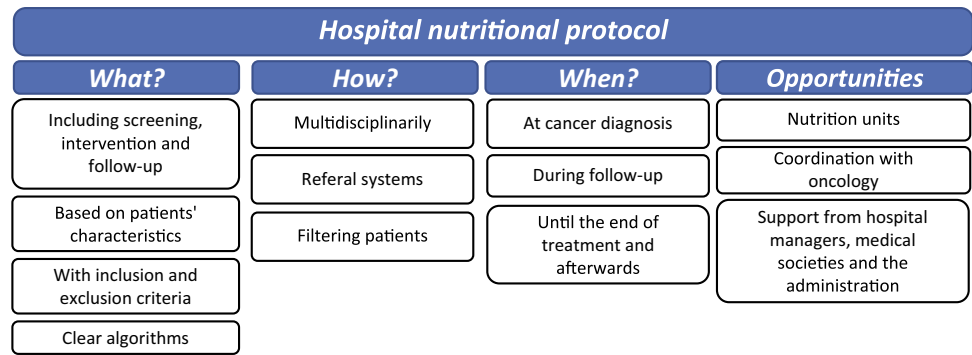 Hospital nutritional protocol
What?
Including screening,
intervention and
follow-up
Based on patients'
characteristics
With inclusion and
exclusion criteria
Clear algorithms
How?
Multidisciplinarily
Referal systems
Filtering patients
When?
At cancer diagnosis
During follow-up
Until the end of
treatment and
afterwards
Opportunities
Nutrition units
Coordination with
oncology
Support from hospital
managers, medical
societies and the
administration